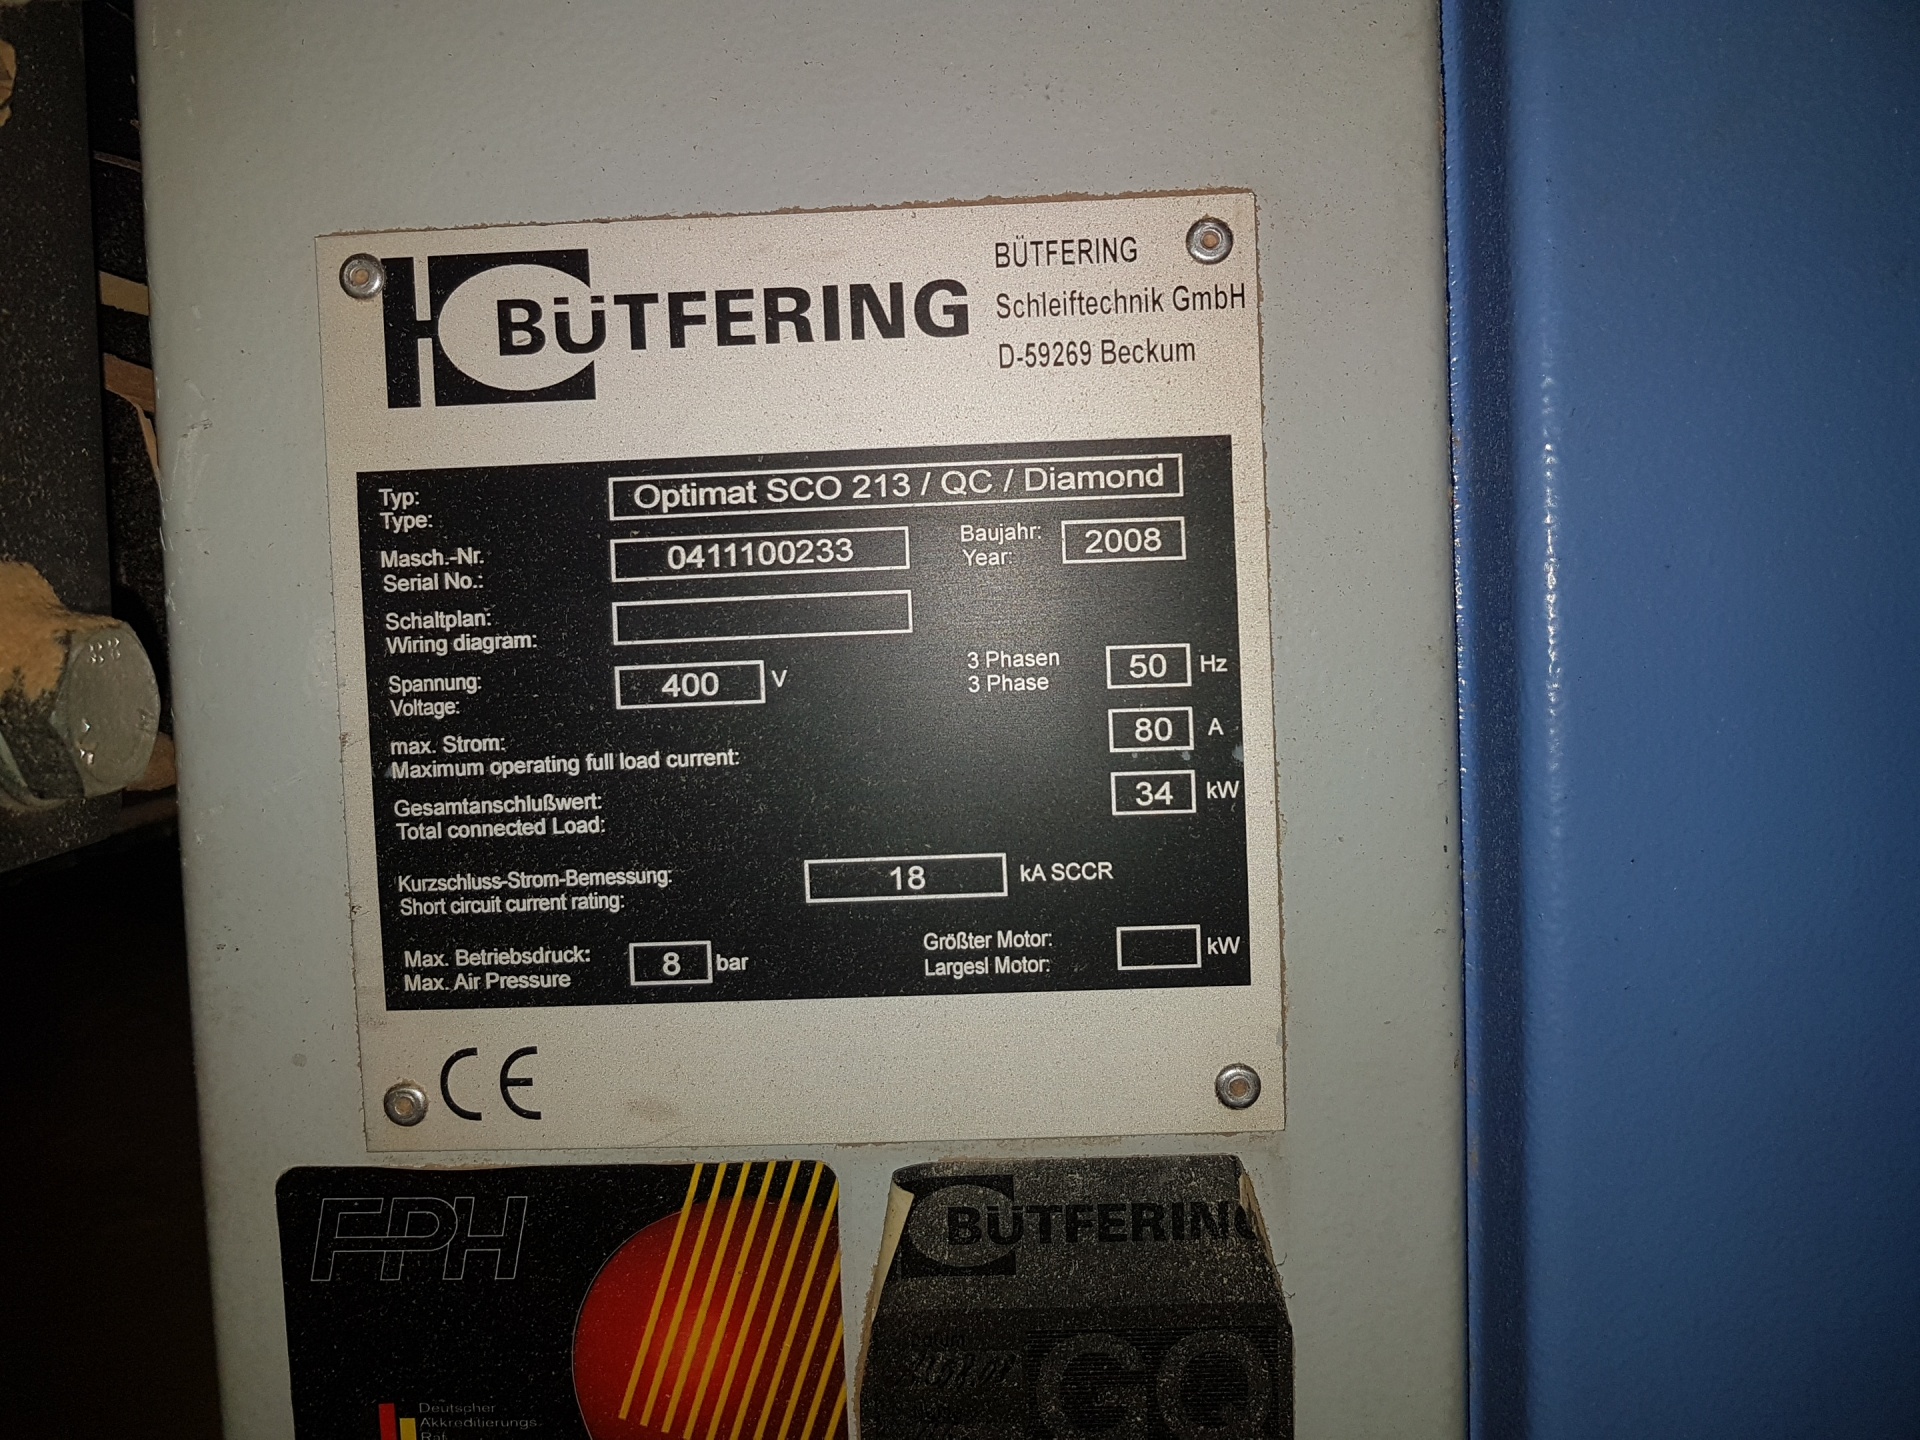 BÜTFERING
BÜTFERING
Schleiftechnik GmbH
D-59269 Beckum
Typ:
Type:
Optimat SCO 213 / QC / Diamond
Masch.-Nr.
Serial No.:
0411100233
Baujahr:
Year:
2008
Schaltplan:
Wiring diagram:
Spannung:
Voltage:
400 V
3 Phasen
3 Phase
50 Hz
max. Strom:
Maximum operating full load current:
80 A
Gesamtanschlußwert:
Total connected Load:
34 kW
Kurzschluss-Strom-Bemessung:
Short circuit current rating:
18 kA SCCR
Max. Betriebsdruck:
Max. Air Pressure
8 bar
Größter Motor:
Largesl Motor:
kW
CE
FPH
Deutscher
Akkreditierungs
Rat
BÜTFERING
GQ